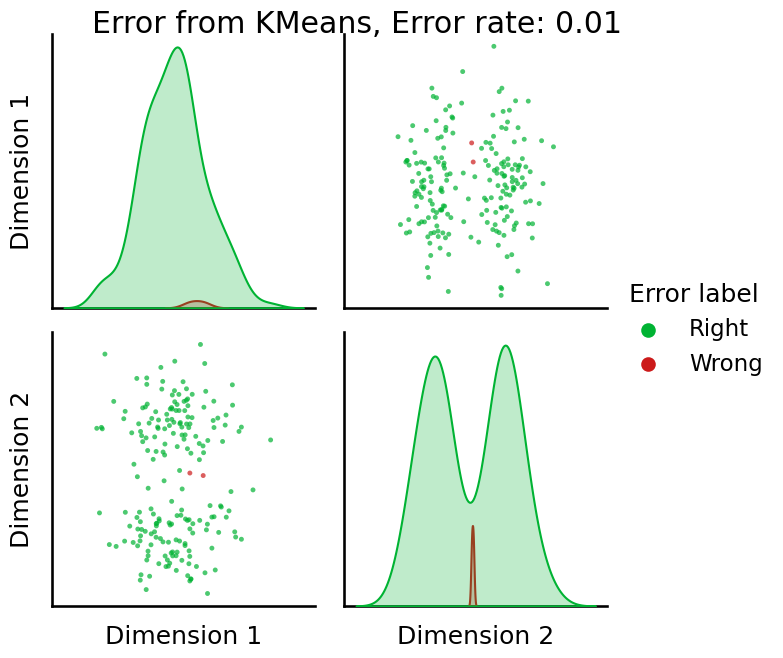 Error from KMeans, Error rate: 0.01
Dimension 1
Error label
Right
Wrong
Dimension 2
Dimension 1
Dimension 2